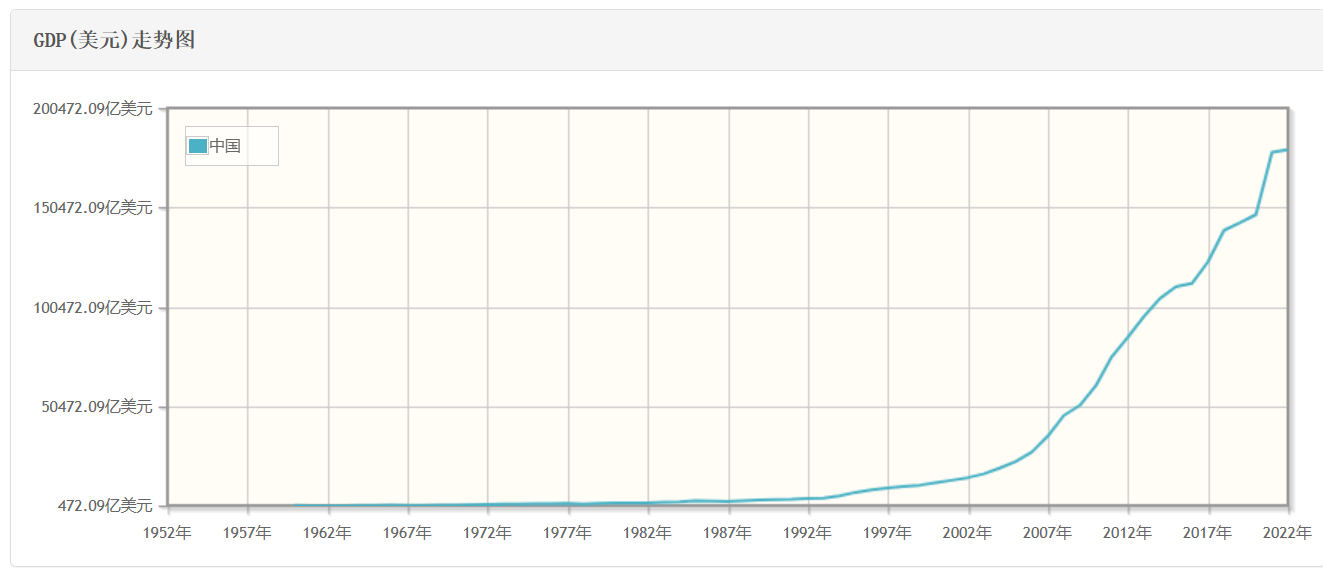 GDP(美元)走势图
200472.09亿美元
中国
150472.09亿美元
100472.09亿美元
50472.09亿美元
472.09亿美元
1952年 1957年 1962年 1967年 1972年 1977年 1982年 1987年 1992年 1997年 2002年 2007年 2012年 2017年 2022年